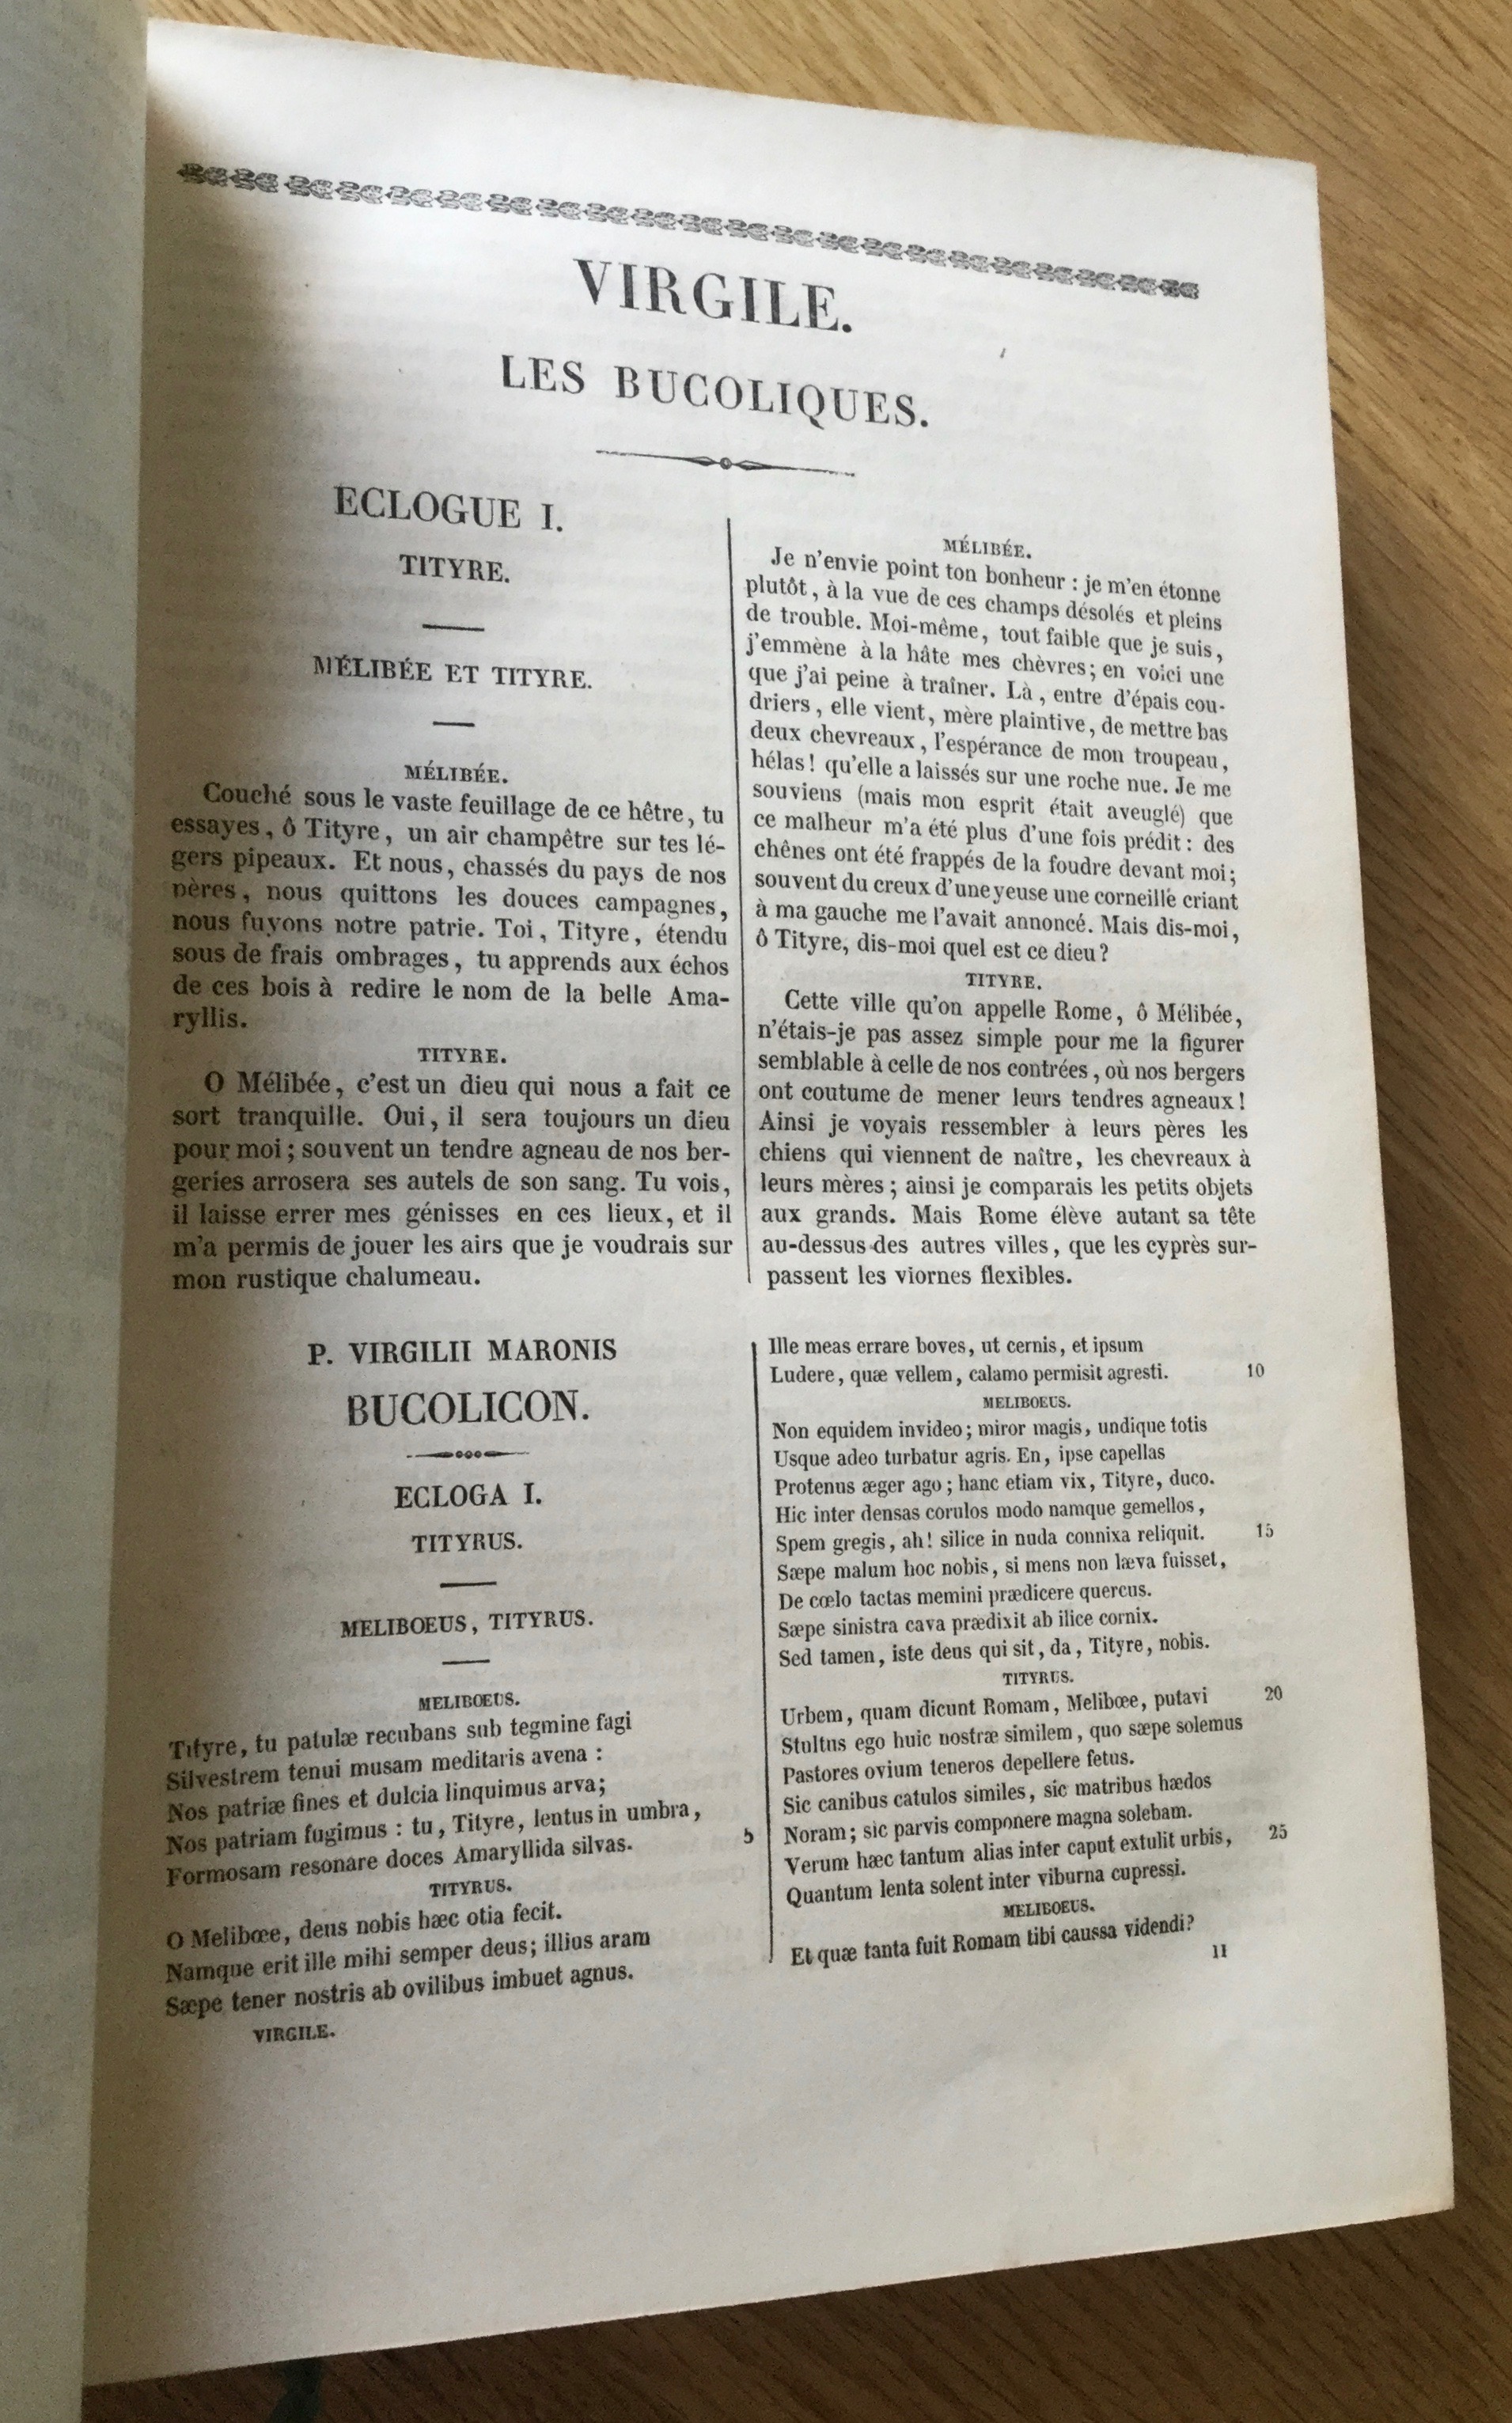 VIRGILE.
LES BUCOLIQUES.
ECLOGUE I.
TITYRE.
MÉLIBÉE ET TITYRE.
MÉLIBÉE.
Couché sous le vaste feuillage de ce hêtre, tu
essayes, ô Tityre, un air champêtre sur tes lé-
gers pipeaux. Et nous, chassés du pays de nos
pères, nous quittons les douces campagnes,
nous fuyons notre patrie. Toi, Tityre, étendu
sous de frais ombrages, tu apprends aux échos
de ces bois à redire le nom de la belle Ama-
ryllis.
TITYRE.
O Mélibée, c'est un dieu qui nous a fait ce
sort tranquille. Oui, il sera toujours un dieu
pour moi; souvent un tendre agneau de nos ber-
geries arrosera ses autels de son sang. Tu vois,
il laisse errer mes génisses en ces lieux, et il
m'a permis de jouer les airs que je voudrais sur
mon rustique chalumeau.
MÉLIBÉE.
Je n'envie point ton bonheur : je m'en étonne
plutôt, à la vue de ces champs désolés et pleins
de trouble. Moi-même, tout faible que je suis,
j'emmène à la hâte mes chèvres; en voici une
que j'ai peine à traîner. Là, entre d'épais cou-
driers, elle vient, mère plaintive, de mettre bas
deux chevreaux, l'espérance de mon troupeau,
hélas! qu'elle a laissés sur une roche nue. Je me
souviens (mais mon esprit était aveuglé) que
ce malheur m'a été plus d'une fois prédit : des
chênes ont été frappés de la foudre devant moi;
souvent du creux d'une yeuse une corneille criant
à ma gauche me l'avait annoncé. Mais dis-moi,
ô Tityre, dis-moi quel est ce dieu?
TITYRE.
Cette ville qu'on appelle Rome, ô Mélibée,
n'étais-je pas assez simple pour me la figurer
semblable à celle de nos contrées, où nos bergers
ont coutume de mener leurs tendres agneaux!
Ainsi je voyais ressembler à leurs pères les
chiens qui viennent de naître, les chevreaux à
leurs mères; ainsi je comparais les petits objets
aux grands. Mais Rome élève autant sa tête
au-dessus des autres villes, que les cyprès sur-
passent les viornes flexibles.
P. VIRGILII MARONIS
BUCOLICON.
ECLOGA I.
TITYRUS.
MELIBOEUS, TITYRUS.
MELIBOEUS.
Tityre, tu patulæ recubans sub tegmine fagi
Silvestrem tenui musam meditaris avena :
Nos patriæ fines et dulcia linquimus arva;
Nos patriam fugimus : tu, Tityre, lentus in umbra,
Formosam resonare doces Amaryllida silvas. 5
TITYRUS.
O Melibœe, deus nobis hæc otia fecit.
Namque erit ille mihi semper deus; illius aram
Sæpe tener nostris ab ovilibus imbuet agnus.
VIRGILE.
Ille meas errare boves, ut cernis, et ipsum
Ludere, quæ vellem, calamo permisit agresti. 10
MELIBOEUS.
Non equidem invideo; miror magis, undique totis
Usque adeo turbatur agris. En, ipse capellas
Protenus æger ago; hanc etiam vix, Tityre, duco.
Hic inter densas corulos modo namque gemellos,
Spem gregis, ah! silice in nuda connixa reliquit. 15
Sæpe malum hoc nobis, si mens non læva fuisset,
De cœlo tactas memini prædicere quercus.
Sæpe sinistra cava prædixit ab ilice cornix.
Sed tamen, iste deus qui sit, da, Tityre, nobis.
TITYRUS.
Urbem, quam dicunt Romam, Melibœe, putavi 20
Stultus ego huic nostræ similem, quo sæpe solemus
Pastores ovium teneros depellere fetus.
Sic canibus catulos similes, sic matribus hædos
Noram; sic parvis componere magna solebam.
Verum hæc tantum alias inter caput extulit urbis, 25
Quantum lenta solent inter viburna cupressi.
MELIBOEUS.
Et quæ tanta fuit Romam tibi caussa videndi?
11